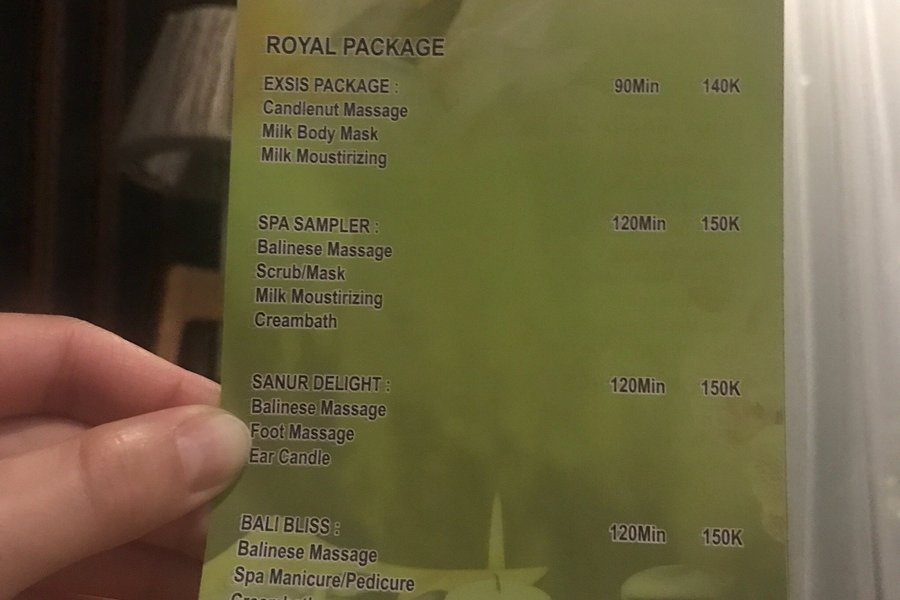 ROYAL PACKAGE
EXSIS PACKAGE : 90Min 140K
Candlenut Massage
Milk Body Mask
Milk Moustirizing
SPA SAMPLER : 120Min 150K
Balinese Massage
Scrub/Mask
Milk Moustirizing
Creambath
SANUR DELIGHT : 120Min 150K
Balinese Massage
Foot Massage
Ear Candle
BALI BLISS : 120Min 150K
Balinese Massage
Spa Manicure/Pedicure